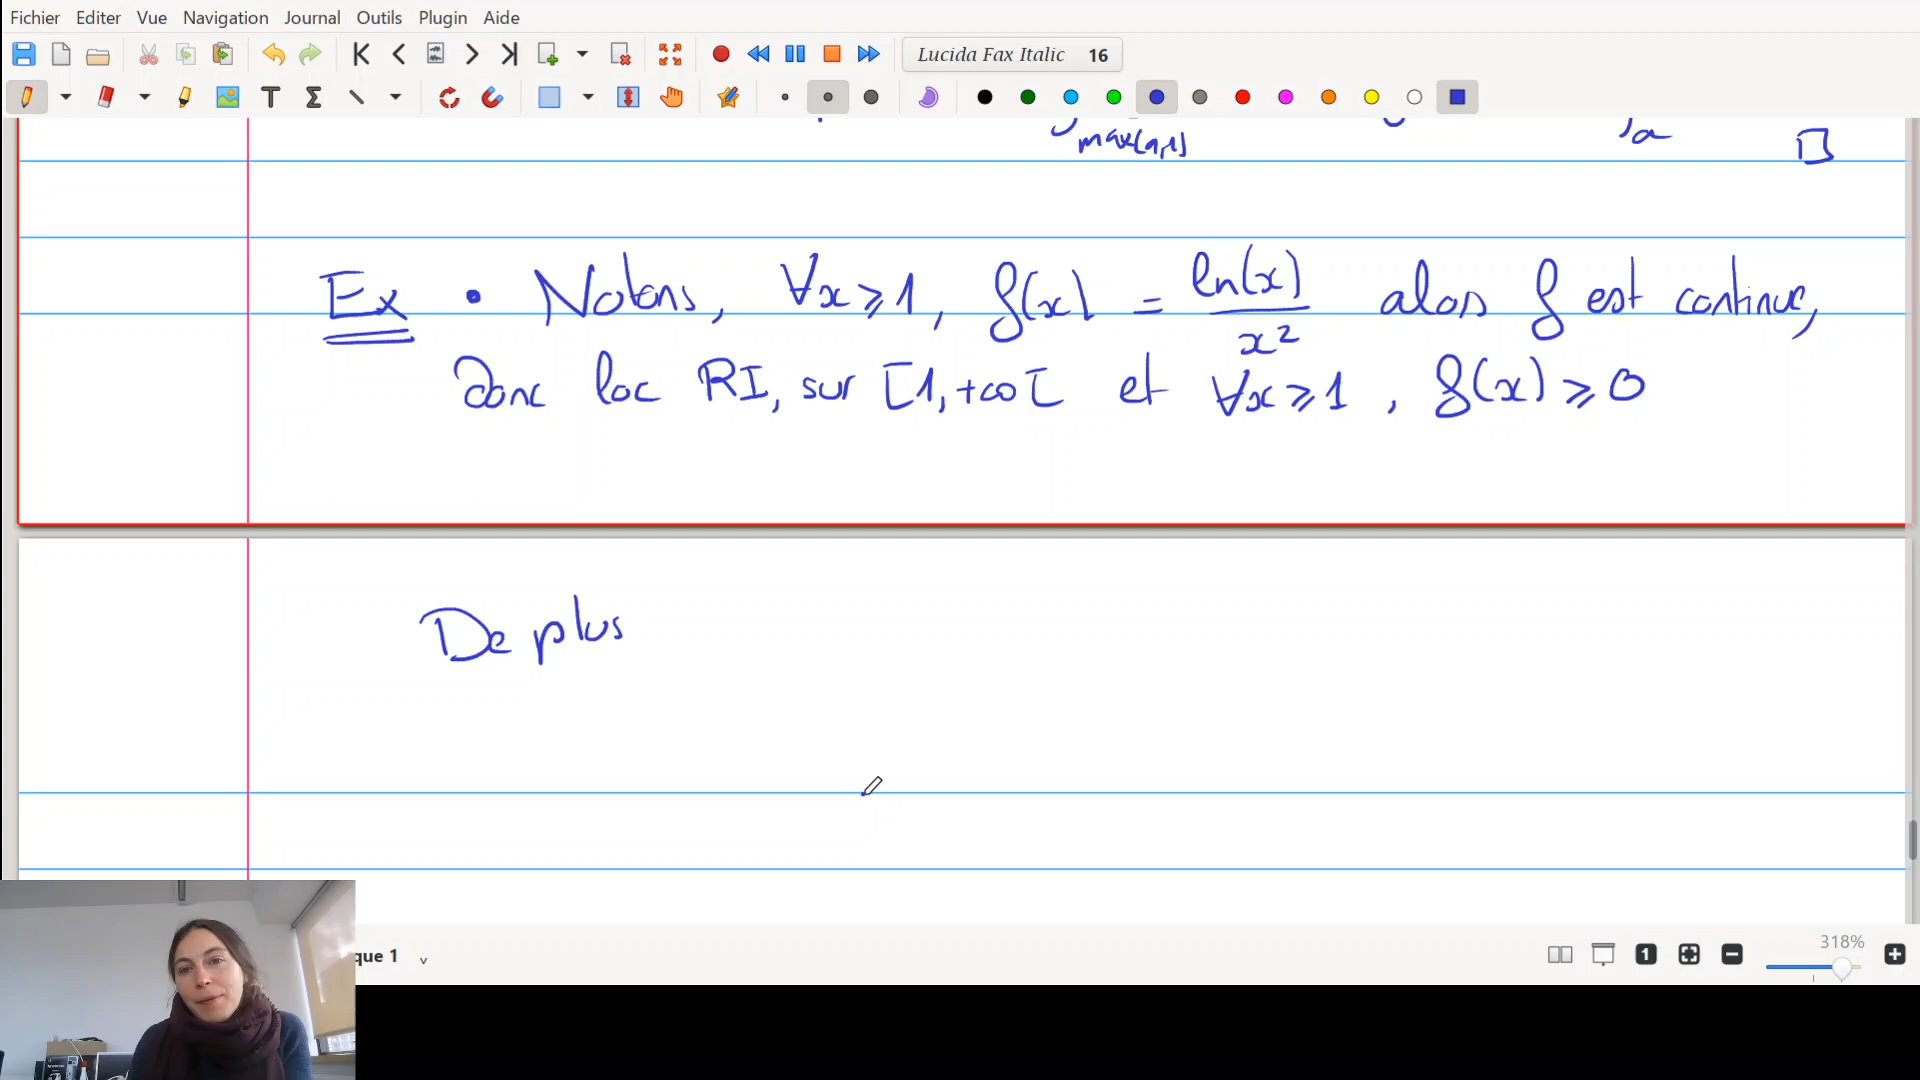 Fichier Editer Vue Navigation Journal Outils Plugin Aide
Lucida Fax Italic 16
max(a,1)
a
Ex • Notons, ∀x ≥ 1, f(x) = ln(x)/x² alors f est continue,
donc loc RI, sur [1,+∞[ et ∀x ≥ 1, f(x) ≥ 0
De plus
que 1
318%